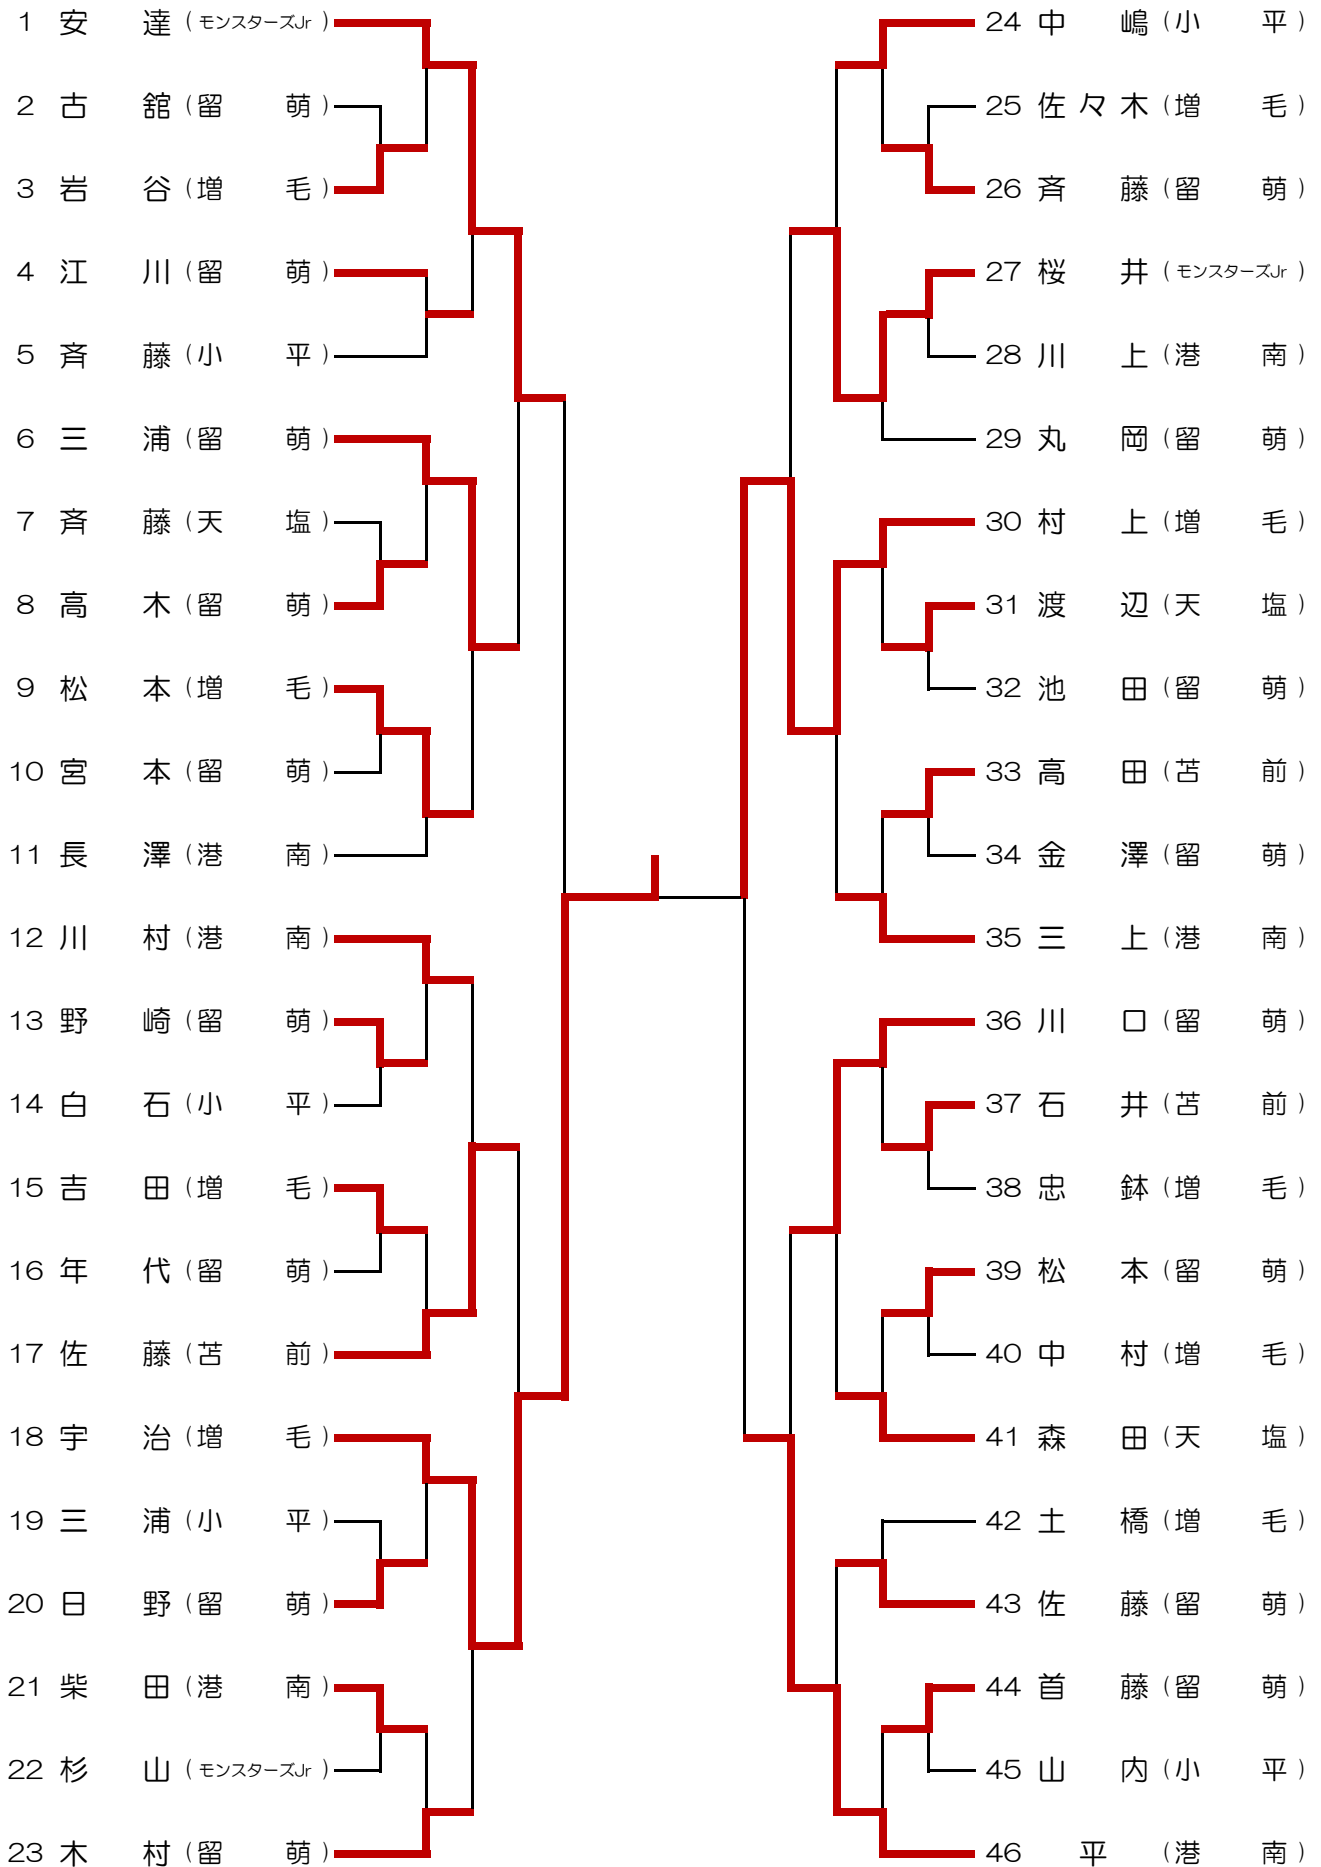 1 安 達 (モンスターズJr)
2 古 舘 (留 萌)
3 岩 谷 (増 毛)
4 江 川 (留 萌)
5 斉 藤 (小 平)
6 三 浦 (留 萌)
7 斉 藤 (天 塩)
8 高 木 (留 萌)
9 松 本 (増 毛)
10 宮 本 (留 萌)
11 長 澤 (港 南)
12 川 村 (港 南)
13 野 崎 (留 萌)
14 白 石 (小 平)
15 吉 田 (増 毛)
16 年 代 (留 萌)
17 佐 藤 (苫 前)
18 宇 治 (増 毛)
19 三 浦 (小 平)
20 日 野 (留 萌)
21 柴 田 (港 南)
22 杉 山 (モンスターズJr)
23 木 村 (留 萌)
24 中 嶋 (小 平)
25 佐 々 木 (増 毛)
26 斉 藤 (留 萌)
27 桜 井 (モンスターズJr)
28 川 上 (港 南)
29 丸 岡 (留 萌)
30 村 上 (増 毛)
31 渡 辺 (天 塩)
32 池 田 (留 萌)
33 高 田 (苫 前)
34 金 澤 (留 萌)
35 三 上 (港 南)
36 川 口 (留 萌)
37 石 井 (苫 前)
38 忠 鉢 (増 毛)
39 松 本 (留 萌)
40 中 村 (増 毛)
41 森 田 (天 塩)
42 土 橋 (増 毛)
43 佐 藤 (留 萌)
44 首 藤 (留 萌)
45 山 内 (小 平)
46 平 (港 南)